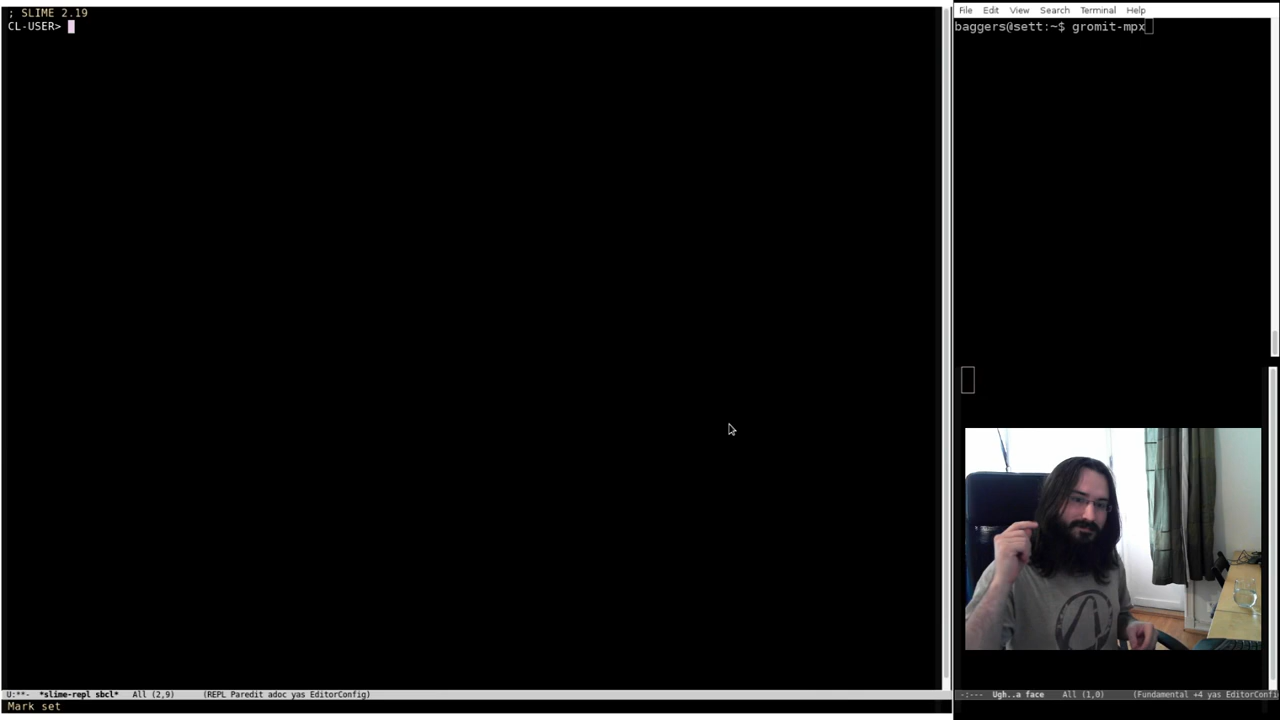 ; SLIME 2.19
CL-USER>
U:**-  *slime-repl sbcl*   All (2,9)      (REPL Paredit adoc yas EditorConfig)
Mark set
File Edit View Search Terminal Help
baggers@sett:~$ gromit-mpx
-:---  Ugh..a face    All (1,0)      (Fundamental +4 yas EditorConfi